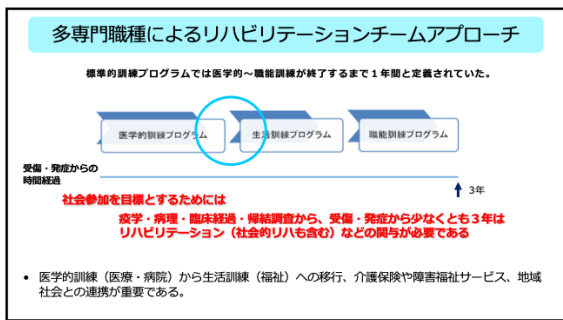 多専門職種によるリハビリテーションチームアプローチ
標準的訓練プログラムでは医学的～職能訓練が終了するまで１年間と定義されていた。
医学的訓練プログラム
生活訓練プログラム
職能訓練プログラム
受傷・発症からの
時間経過
3年
社会参加を目標とするためには
疫学・病理・臨床経過・帰結調査から、受傷・発症から少なくとも３年は
リハビリテーション（社会的リハも含む）などの関与が必要である
• 医学的訓練（医療・病院）から生活訓練（福祉）への移行、介護保険や障害福祉サービス、地域
社会との連携が重要である。